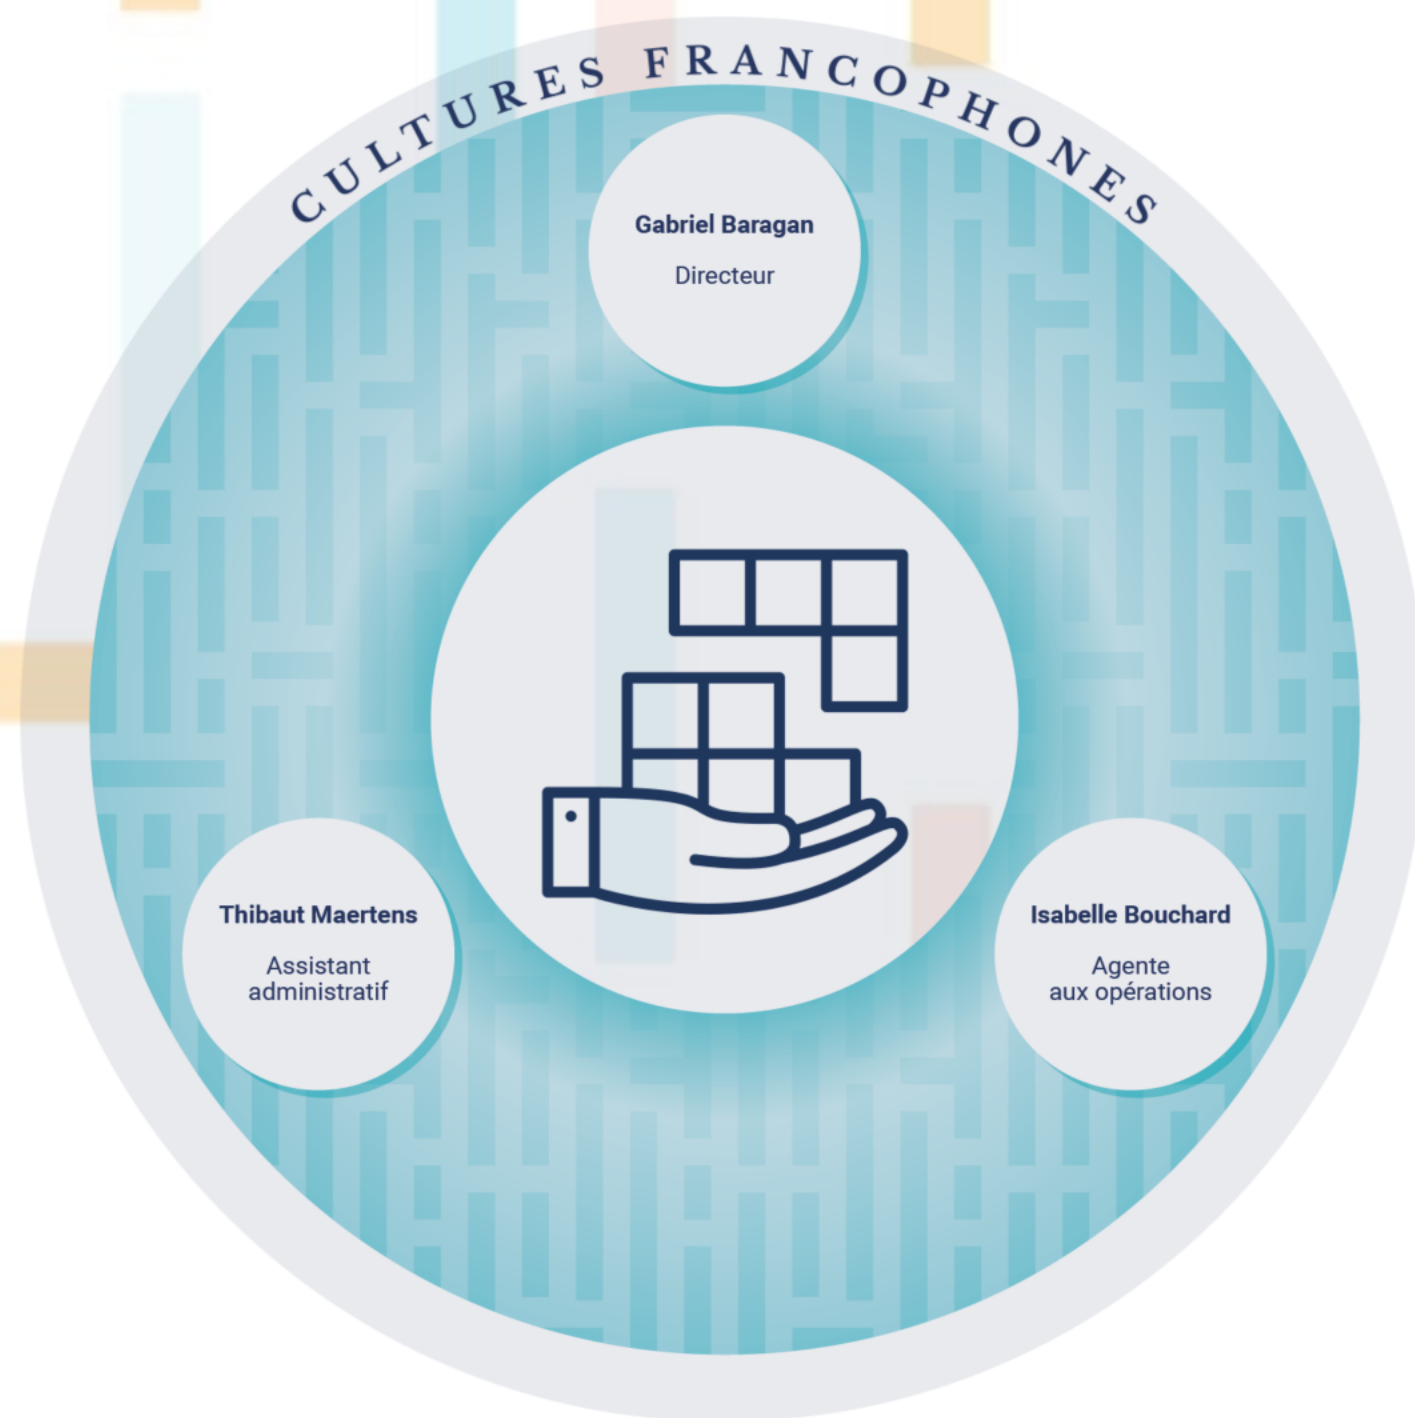 CULTURES FRANCOPHONES
Gabriel Baragan
Directeur
Thibaut Maertens
Assistant
administratif
Isabelle Bouchard
Agente
aux opérations